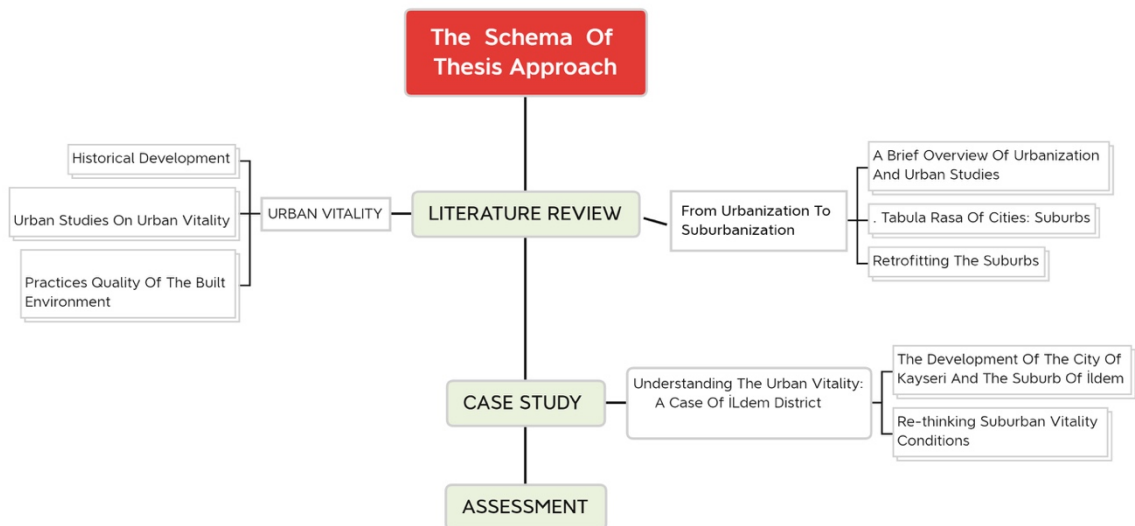 The Schema Of
Thesis Approach
Historical Development
Urban Studies On Urban Vitality
Practices Quality Of The Built
Environment
URBAN VITALITY
LITERATURE REVIEW
From Urbanization To
Suburbanization
A Brief Overview Of Urbanization
And Urban Studies
. Tabula Rasa Of Cities: Suburbs
Retrofitting The Suburbs
CASE STUDY
Understanding The Urban Vitality:
A Case Of İLdem District
The Development Of The City Of
Kayseri And The Suburb Of İldem
Re-thinking Suburban Vitality
Conditions
ASSESSMENT